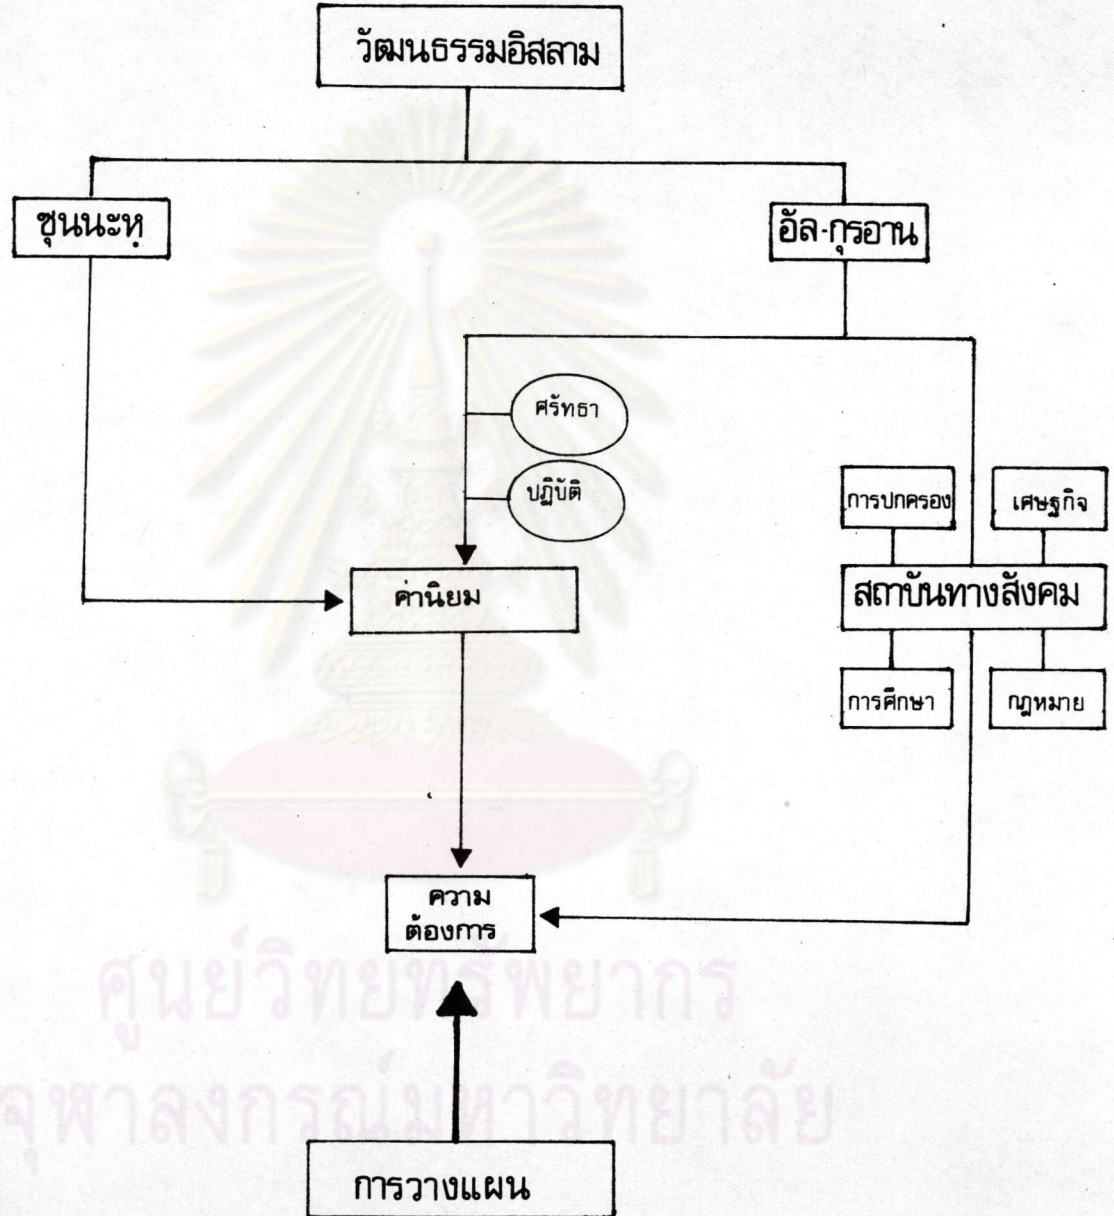 วัฒนธรรมอิสลาม
ซุนนะหฺ
อัล-กุรอาน
ศรัทธา
ปฏิบัติ
การปกครอง
เศรษฐกิจ
ค่านิยม
สถาบันทางสังคม
การศึกษา
กฎหมาย
ความ
ต้องการ
ศูนย์วิทยทรัพยากร
จุฬาลงกรณ์มหาวิทยาลัย
การวางแผน